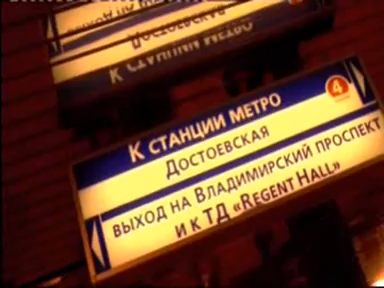 Достоевская
К СТАНЦИИ МЕТРО
К СТАНЦИИ МЕТРО 4
Достоевская
выход на Владимирский проспект
и к ТД «Regent Hall»